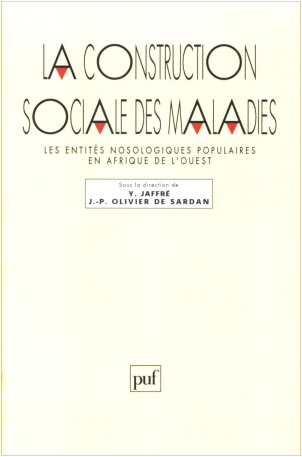 LA CONSTRUCTION
SOCIALE DES MALADIES
LES ENTITÉS NOSOLOGIQUES POPULAIRES
EN AFRIQUE DE L'OUEST
Sous la direction de
Y. JAFFRÉ
J.-P. OLIVIER DE SARDAN
puf